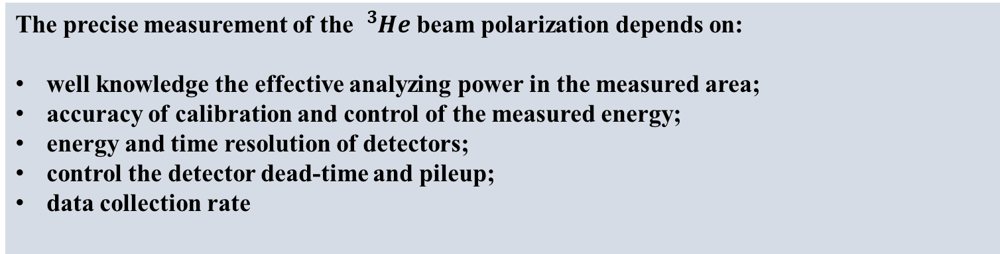 The precise measurement of the ³He beam polarization depends on:
• well knowledge the effective analyzing power in the measured area;
• accuracy of calibration and control of the measured energy;
• energy and time resolution of detectors;
• control the detector dead-time and pileup;
• data collection rate